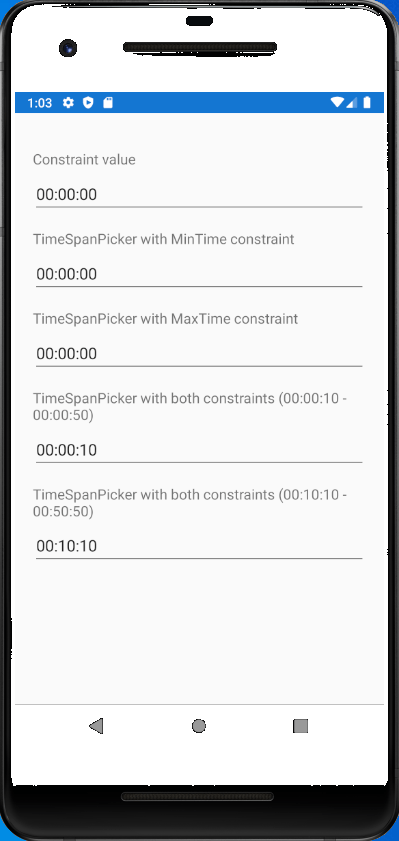 1:03
Constraint value
00:00:00
TimeSpanPicker with MinTime constraint
00:00:00
TimeSpanPicker with MaxTime constraint
00:00:00
TimeSpanPicker with both constraints (00:00:10 -
00:00:50)
00:00:10
TimeSpanPicker with both constraints (00:10:10 -
00:50:50)
00:10:10